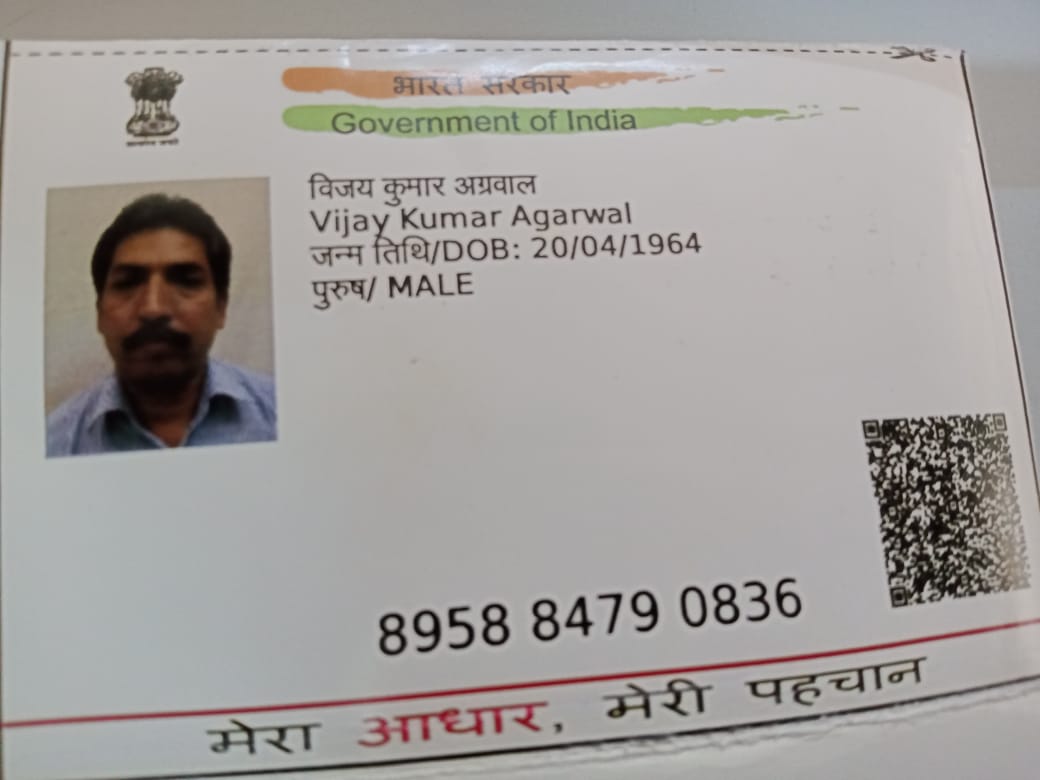 भारत सरकार
Government of India
विजय कुमार अग्रवाल
Vijay Kumar Agarwal
जन्म तिथि/DOB: 20/04/1964
पुरुष/ MALE
8958 8479 0836
मेरा आधार, मेरी पहचान